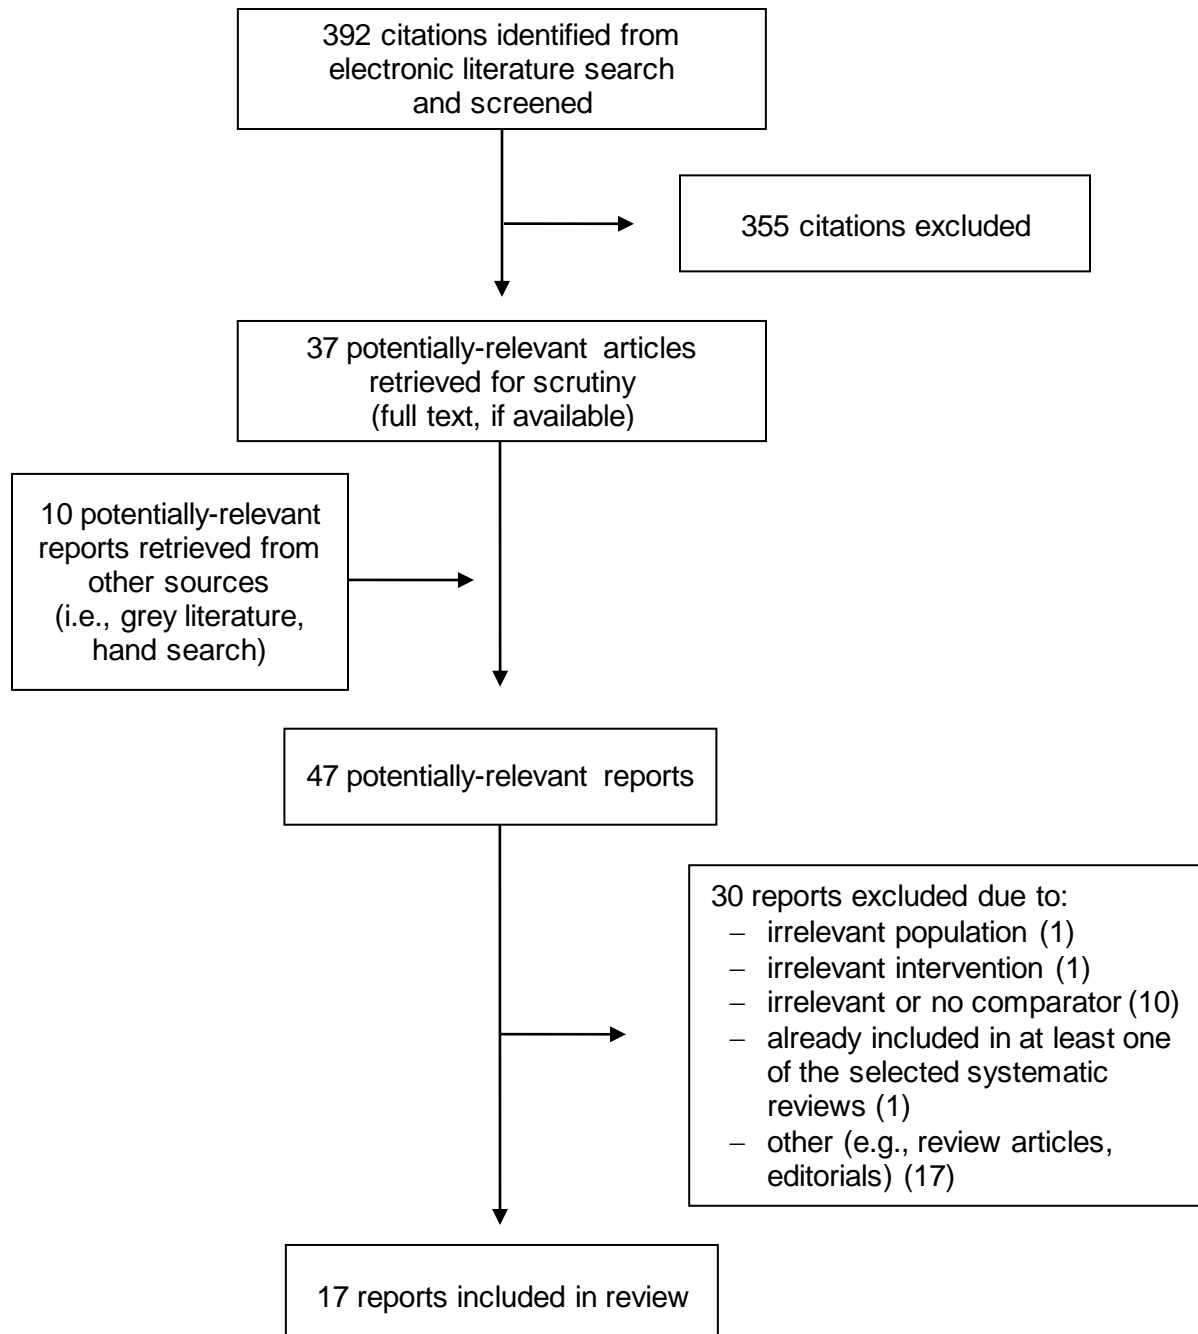 392 citations identified from
electronic literature search
and screened
355 citations excluded
37 potentially-relevant articles
retrieved for scrutiny
(full text, if available)
10 potentially-relevant
reports retrieved from
other sources
(i.e., grey literature,
hand search)
47 potentially-relevant reports
30 reports excluded due to:
– irrelevant population (1)
– irrelevant intervention (1)
– irrelevant or no comparator (10)
– already included in at least one
of the selected systematic
reviews (1)
– other (e.g., review articles,
editorials) (17)
17 reports included in review